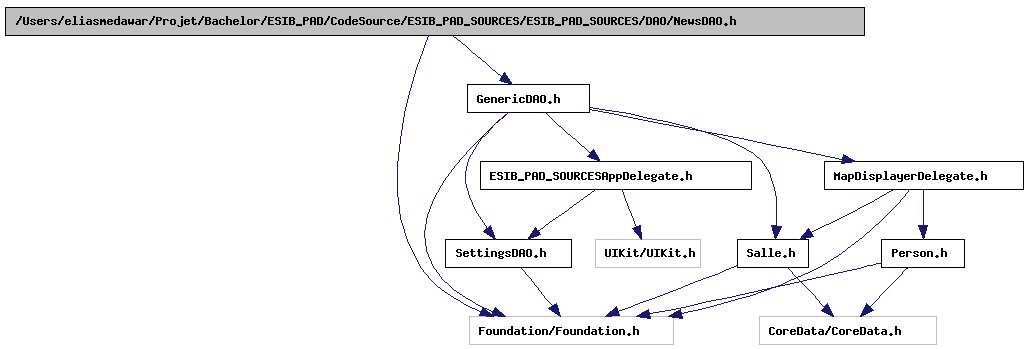 /Users/eliasmedawar/Projet/Bachelor/ESIB_PAD/CodeSource/ESIB_PAD_SOURCES/ESIB_PAD_SOURCES/DAO/NewsDAO.h
GenericDAO.h
ESIB_PAD_SOURCESAppDelegate.h
MapDisplayerDelegate.h
SettingsDAO.h
UIKit/UIKit.h
Salle.h
Person.h
Foundation/Foundation.h
CoreData/CoreData.h